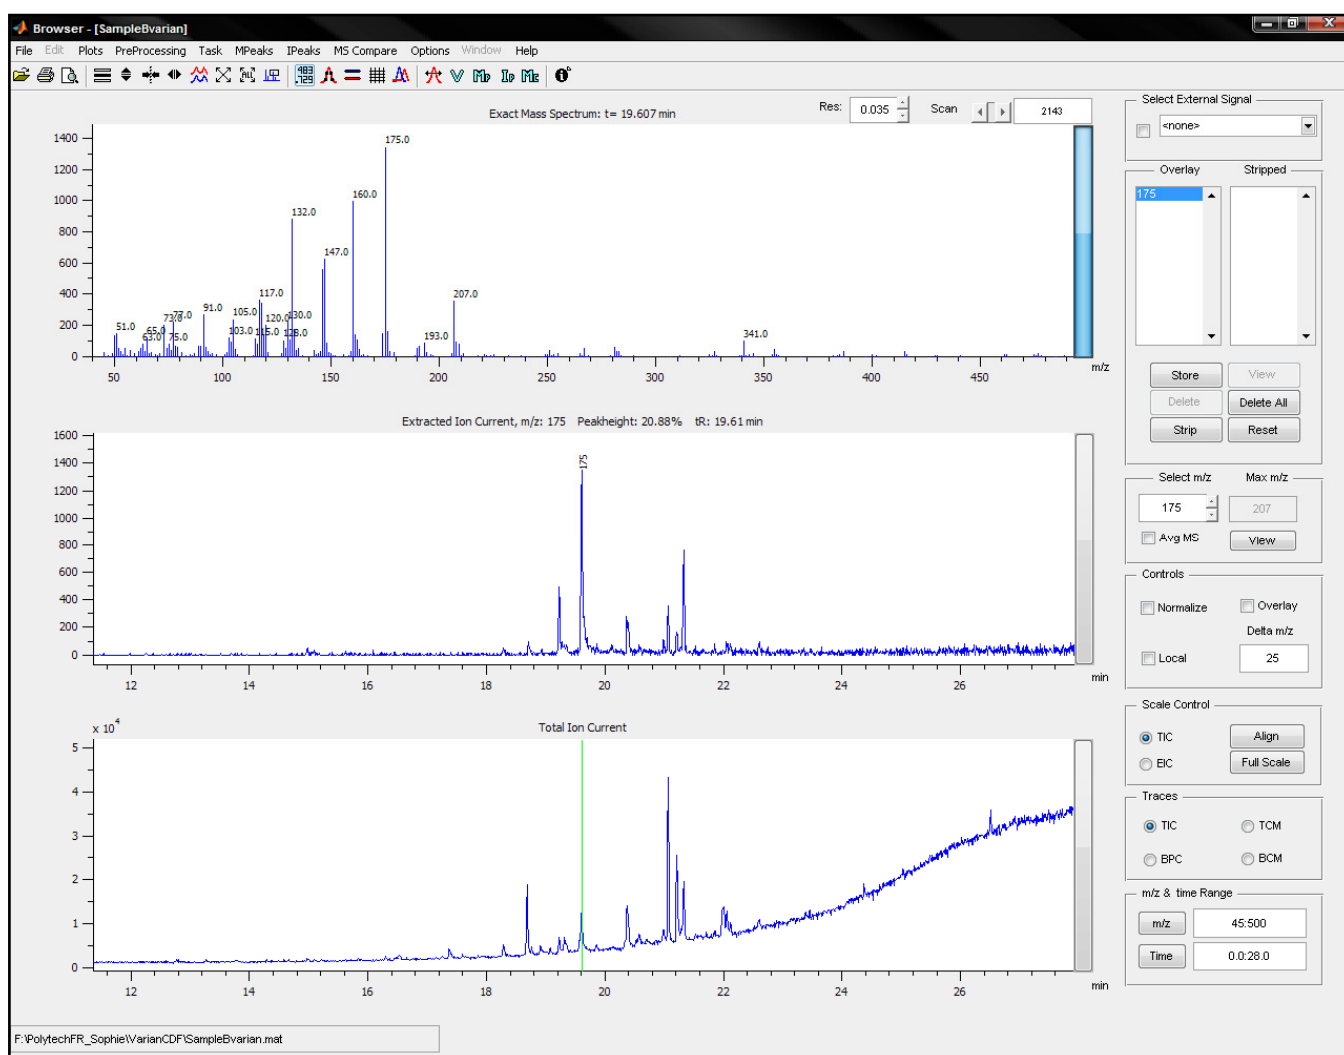 Browser - [SampleBvarian]
File Edit Plots PreProcessing Task MPeaks IPeaks MS Compare Options Window Help
Exact Mass Spectrum: t= 19.607 min
Res: 0.035 Scan 2143
1400
1200
1000
800
600
400
200
0
175.0
160.0
132.0
147.0
117.0
207.0
91.0
105.0
120.0
130.0
51.0
65.0
63.0
73.0
77.0
75.0
103.0
115.0
128.0
193.0
341.0
50 100 150 200 250 300 350 400 450
m/z
Extracted Ion Current, m/z: 175 Peakheight: 20.88% tR: 19.61 min
1600
1400
1200
1000
800
600
400
200
0
175
12 14 16 18 20 22 24 26
min
x 10^4
Total Ion Current
5
4
3
2
1
0
12 14 16 18 20 22 24 26
min
Select External Signal
<none>
Overlay Stripped
175
Store View
Delete Delete All
Strip Reset
Select m/z Max m/z
175 207
Avg MS View
Controls
Normalize Overlay
Delta m/z
Local 25
Scale Control
TIC Align
EIC Full Scale
Traces
TIC TCM
BPC BCM
m/z & time Range
m/z 45:500
Time 0.0:28.0
F:\PolytechFR_Sophie\VarianCDF\SampleBvarian.mat